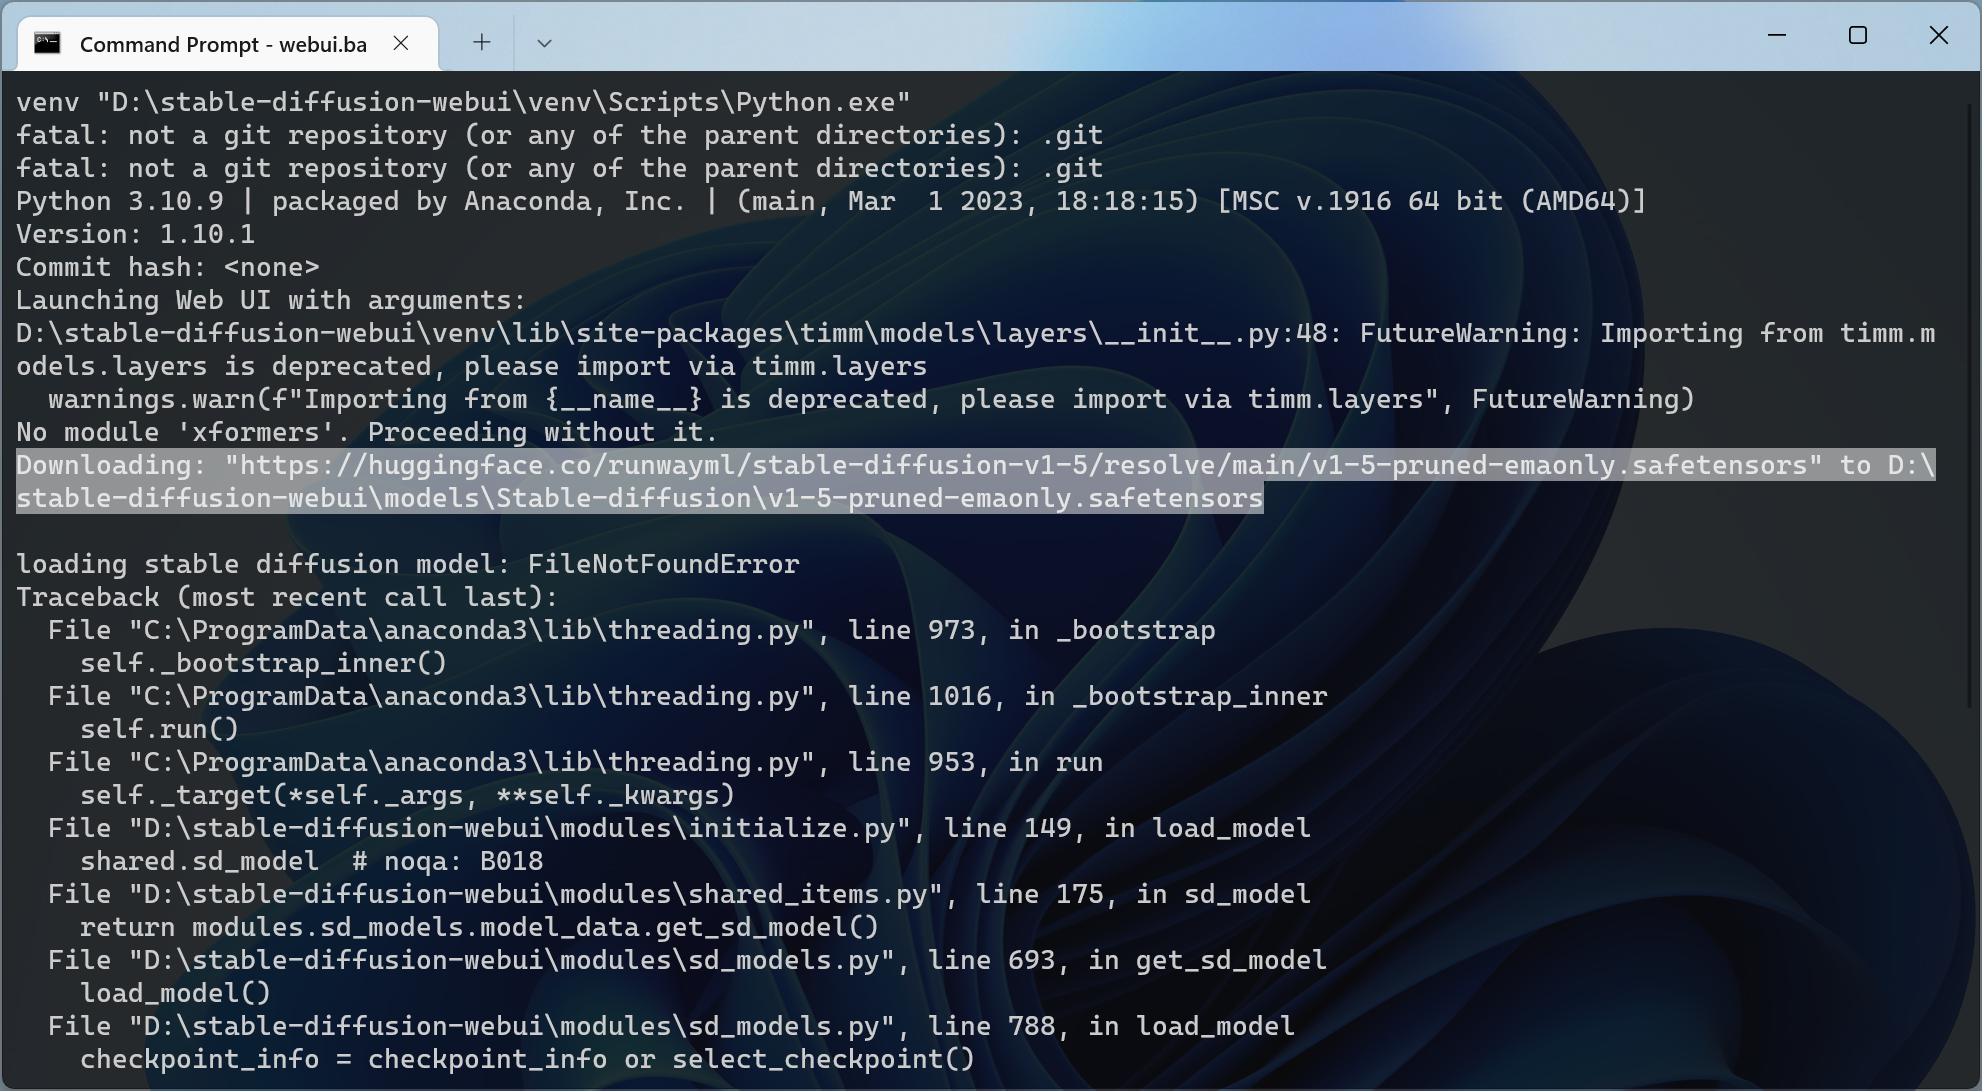 Command Prompt - webui.ba
venv "D:\stable-diffusion-webui\venv\Scripts\Python.exe"
fatal: not a git repository (or any of the parent directories): .git
fatal: not a git repository (or any of the parent directories): .git
Python 3.10.9 | packaged by Anaconda, Inc. | (main, Mar  1 2023, 18:18:15) [MSC v.1916 64 bit (AMD64)]
Version: 1.10.1
Commit hash: <none>
Launching Web UI with arguments:
D:\stable-diffusion-webui\venv\lib\site-packages\timm\models\layers\__init__.py:48: FutureWarning: Importing from timm.m
odels.layers is deprecated, please import via timm.layers
  warnings.warn(f"Importing from {__name__} is deprecated, please import via timm.layers", FutureWarning)
No module 'xformers'. Proceeding without it.
Downloading: "https://huggingface.co/runwayml/stable-diffusion-v1-5/resolve/main/v1-5-pruned-emaonly.safetensors" to D:\
stable-diffusion-webui\models\Stable-diffusion\v1-5-pruned-emaonly.safetensors
loading stable diffusion model: FileNotFoundError
Traceback (most recent call last):
  File "C:\ProgramData\anaconda3\lib\threading.py", line 973, in _bootstrap
    self._bootstrap_inner()
  File "C:\ProgramData\anaconda3\lib\threading.py", line 1016, in _bootstrap_inner
    self.run()
  File "C:\ProgramData\anaconda3\lib\threading.py", line 953, in run
    self._target(*self._args, **self._kwargs)
  File "D:\stable-diffusion-webui\modules\initialize.py", line 149, in load_model
    shared.sd_model  # noqa: B018
  File "D:\stable-diffusion-webui\modules\shared_items.py", line 175, in sd_model
    return modules.sd_models.model_data.get_sd_model()
  File "D:\stable-diffusion-webui\modules\sd_models.py", line 693, in get_sd_model
    load_model()
  File "D:\stable-diffusion-webui\modules\sd_models.py", line 788, in load_model
    checkpoint_info = checkpoint_info or select_checkpoint()